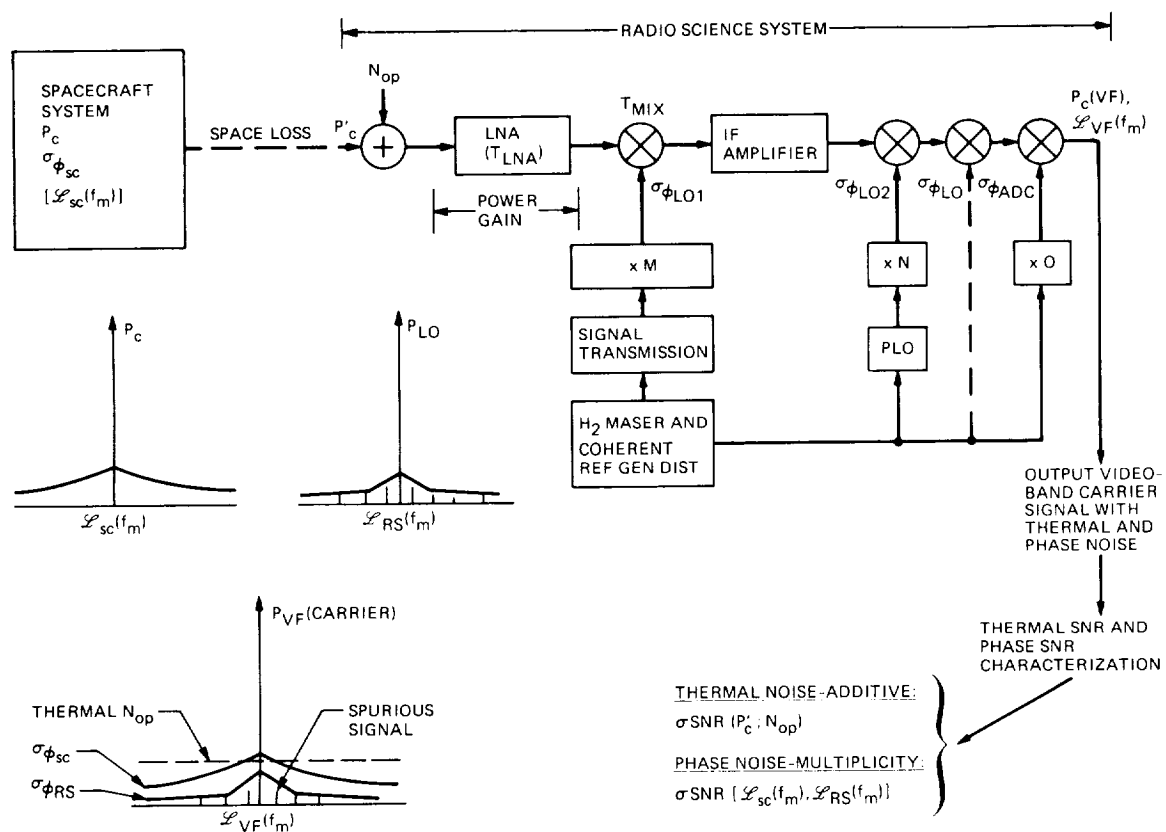 RADIO SCIENCE SYSTEM
SPACECRAFT
SYSTEM
P_c
σ_φsc
[ℒ_sc(f_m)]
SPACE LOSS
P'_c
N_op
+
LNA
(T_LNA)
POWER
GAIN
T_MIX
σ_φLO1
IF
AMPLIFIER
σ_φLO2
σ_φLO
σ_φADC
P_c(VF),
ℒ_VF(f_m)
x M
SIGNAL
TRANSMISSION
H_2 MASER AND
COHERENT
REF GEN DIST
x N
PLO
x O
P_c
ℒ_sc(f_m)
P_LO
ℒ_RS(f_m)
OUTPUT VIDEO-
BAND CARRIER
SIGNAL WITH
THERMAL AND
PHASE NOISE
THERMAL SNR AND
PHASE SNR
CHARACTERIZATION
P_VF(CARRIER)
THERMAL N_op
SPURIOUS
SIGNAL
σ_φsc
σ_φRS
ℒ_VF(f_m)
THERMAL NOISE-ADDITIVE:
σ SNR (P'_c; N_op)
PHASE NOISE-MULTIPLICITY:
σ SNR [ℒ_sc(f_m), ℒ_RS(f_m)]